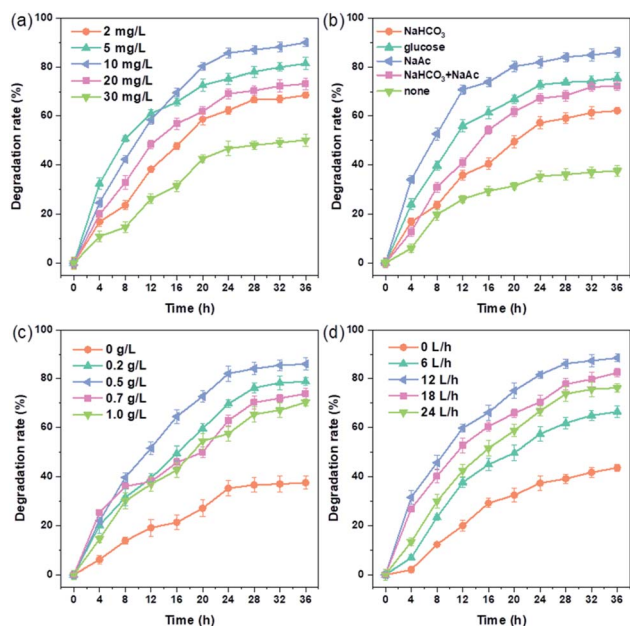 (a)
2 mg/L
5 mg/L
10 mg/L
20 mg/L
30 mg/L
Degradation rate (%)
100
80
60
40
20
0
0 4 8 12 16 20 24 28 32 36
Time (h)
(b)
NaHCO₃
glucose
NaAc
NaHCO₃+NaAc
none
Degradation rate (%)
100
80
60
40
20
0
0 4 8 12 16 20 24 28 32 36
Time (h)
(c)
0 g/L
0.2 g/L
0.5 g/L
0.7 g/L
1.0 g/L
Degradation rate (%)
100
80
60
40
20
0
0 4 8 12 16 20 24 28 32 36
Time (h)
(d)
0 L/h
6 L/h
12 L/h
18 L/h
24 L/h
Degradation rate (%)
100
80
60
40
20
0
0 4 8 12 16 20 24 28 32 36
Time (h)